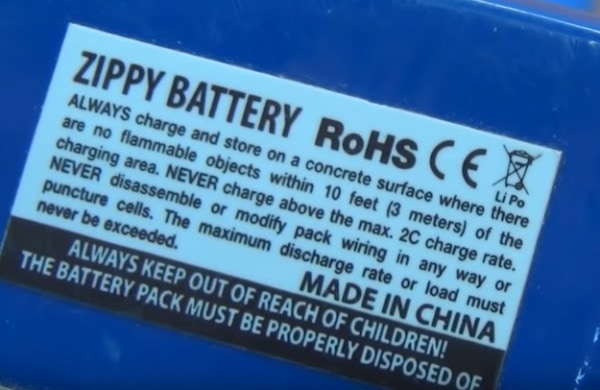 ZIPPY BATTERY RoHS CE
Li Po
ALWAYS charge and store on a concrete surface where there
are no flammable objects within 10 feet (3 meters) of the
charging area. NEVER charge above the max. 2C charge rate.
NEVER disassemble or modify pack wiring in any way or
puncture cells. The maximum discharge rate or load must
never be exceeded.
MADE IN CHINA
ALWAYS KEEP OUT OF REACH OF CHILDREN!
THE BATTERY PACK MUST BE PROPERLY DISPOSED OF